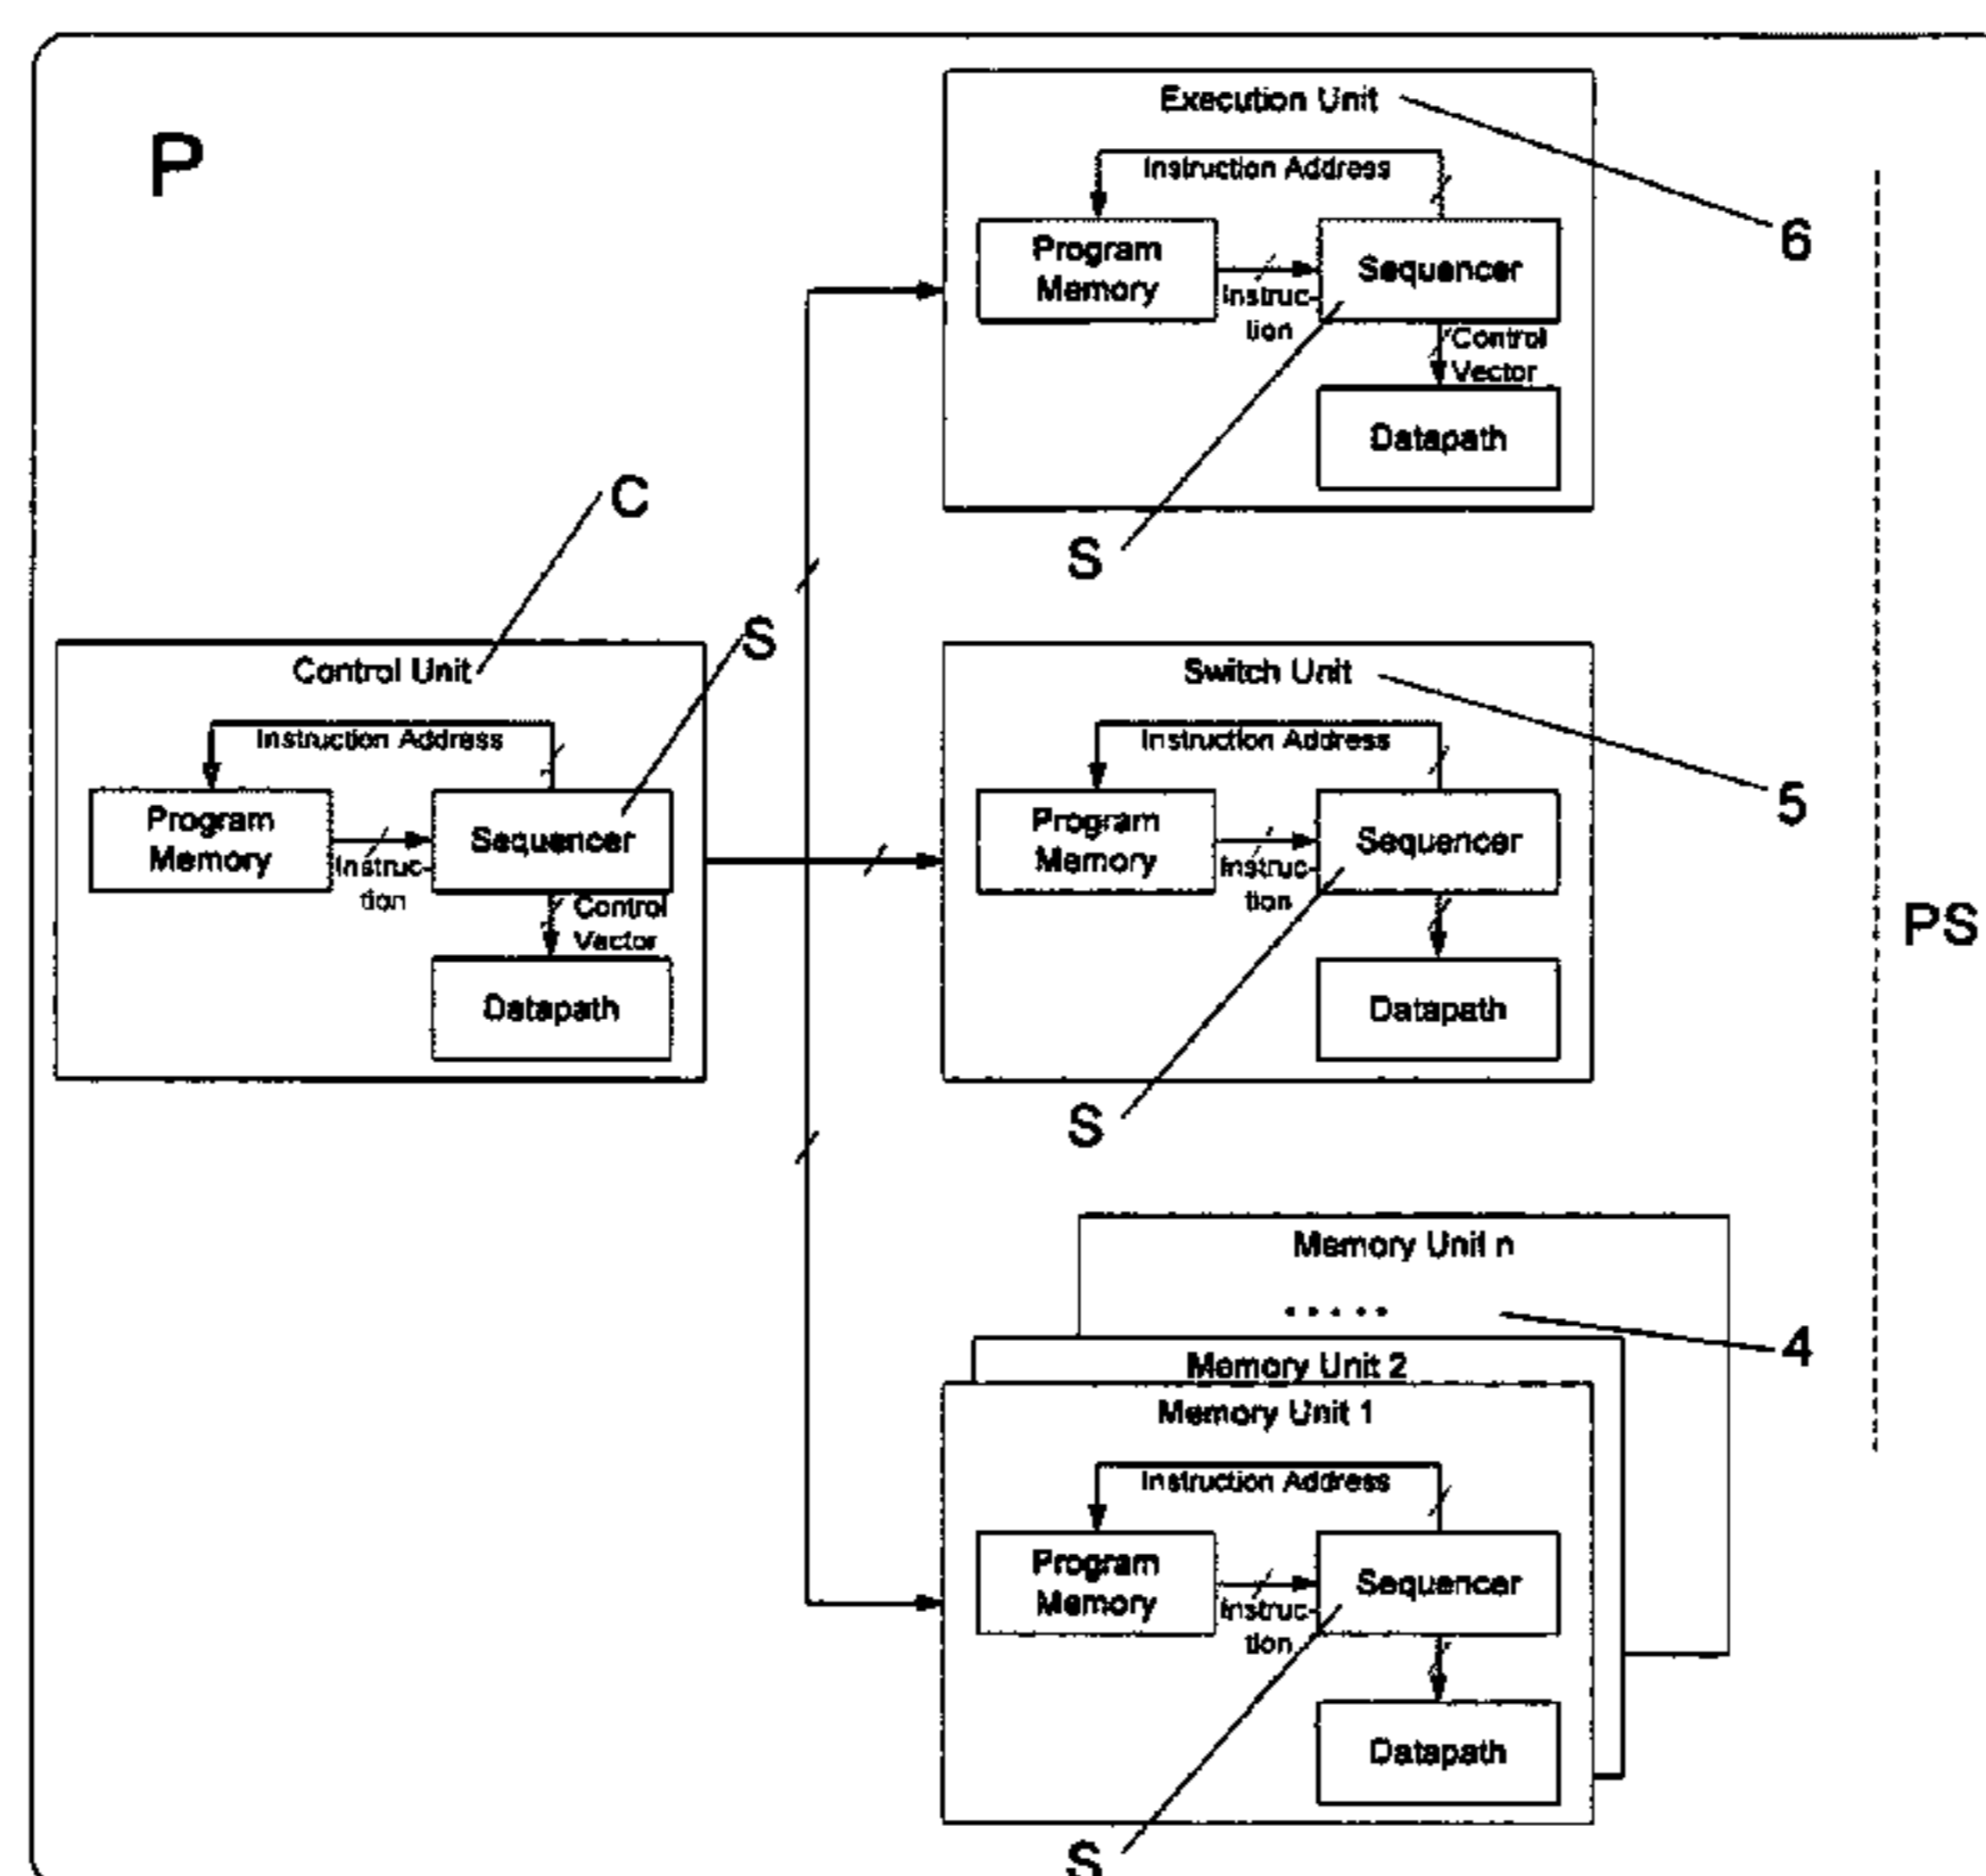 P
Execution Unit
Instruction Address
6
Program
Memory
Sequencer
Instruc-
tion
Control
Vector
Datapath
C
S
S
Control Unit
Switch Unit
Instruction Address
Instruction Address
5
Program
Memory
Sequencer
Program
Memory
Sequencer
Instruc-
tion
Instruc-
tion
Control
Vector
PS
Datapath
Datapath
S
Memory Unit n
.....
4
Memory Unit 2
Memory Unit 1
Instruction Address
Program
Memory
Sequencer
Instruc-
tion
Datapath
S